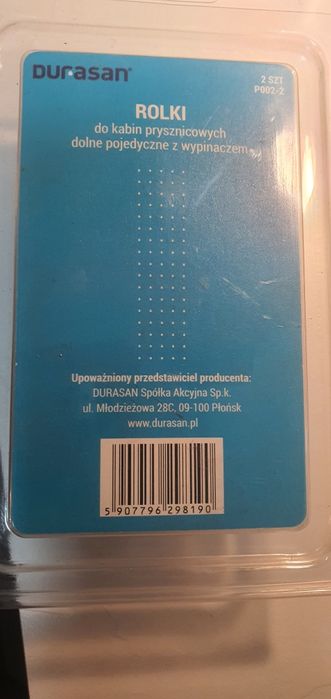 Durasan®
2 SZT
P002-2
ROLKI
do kabin prysznicowych
dolne pojedyczne z wypinaczem
Upoważniony przedstawiciel producenta:
DURASAN Spółka Akcyjna Sp.k.
ul. Młodzieżowa 28C, 09-100 Płońsk
www.durasan.pl
5 907796 298190